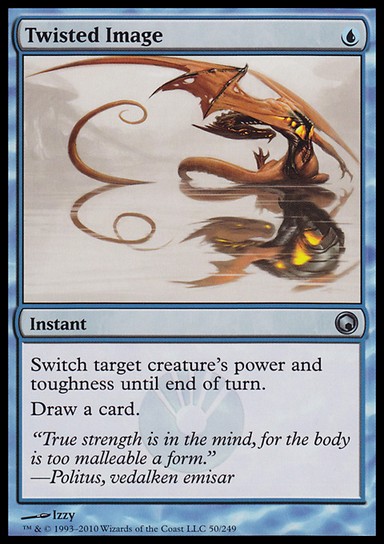 Twisted Image
Instant
Switch target creature's power and
toughness until end of turn.
Draw a card.
"True strength is in the mind, for the body
is too malleable a form."
—Politus, vedalken emisar
Izzy
™ & © 1993–2010 Wizards of the Coast LLC 50/249